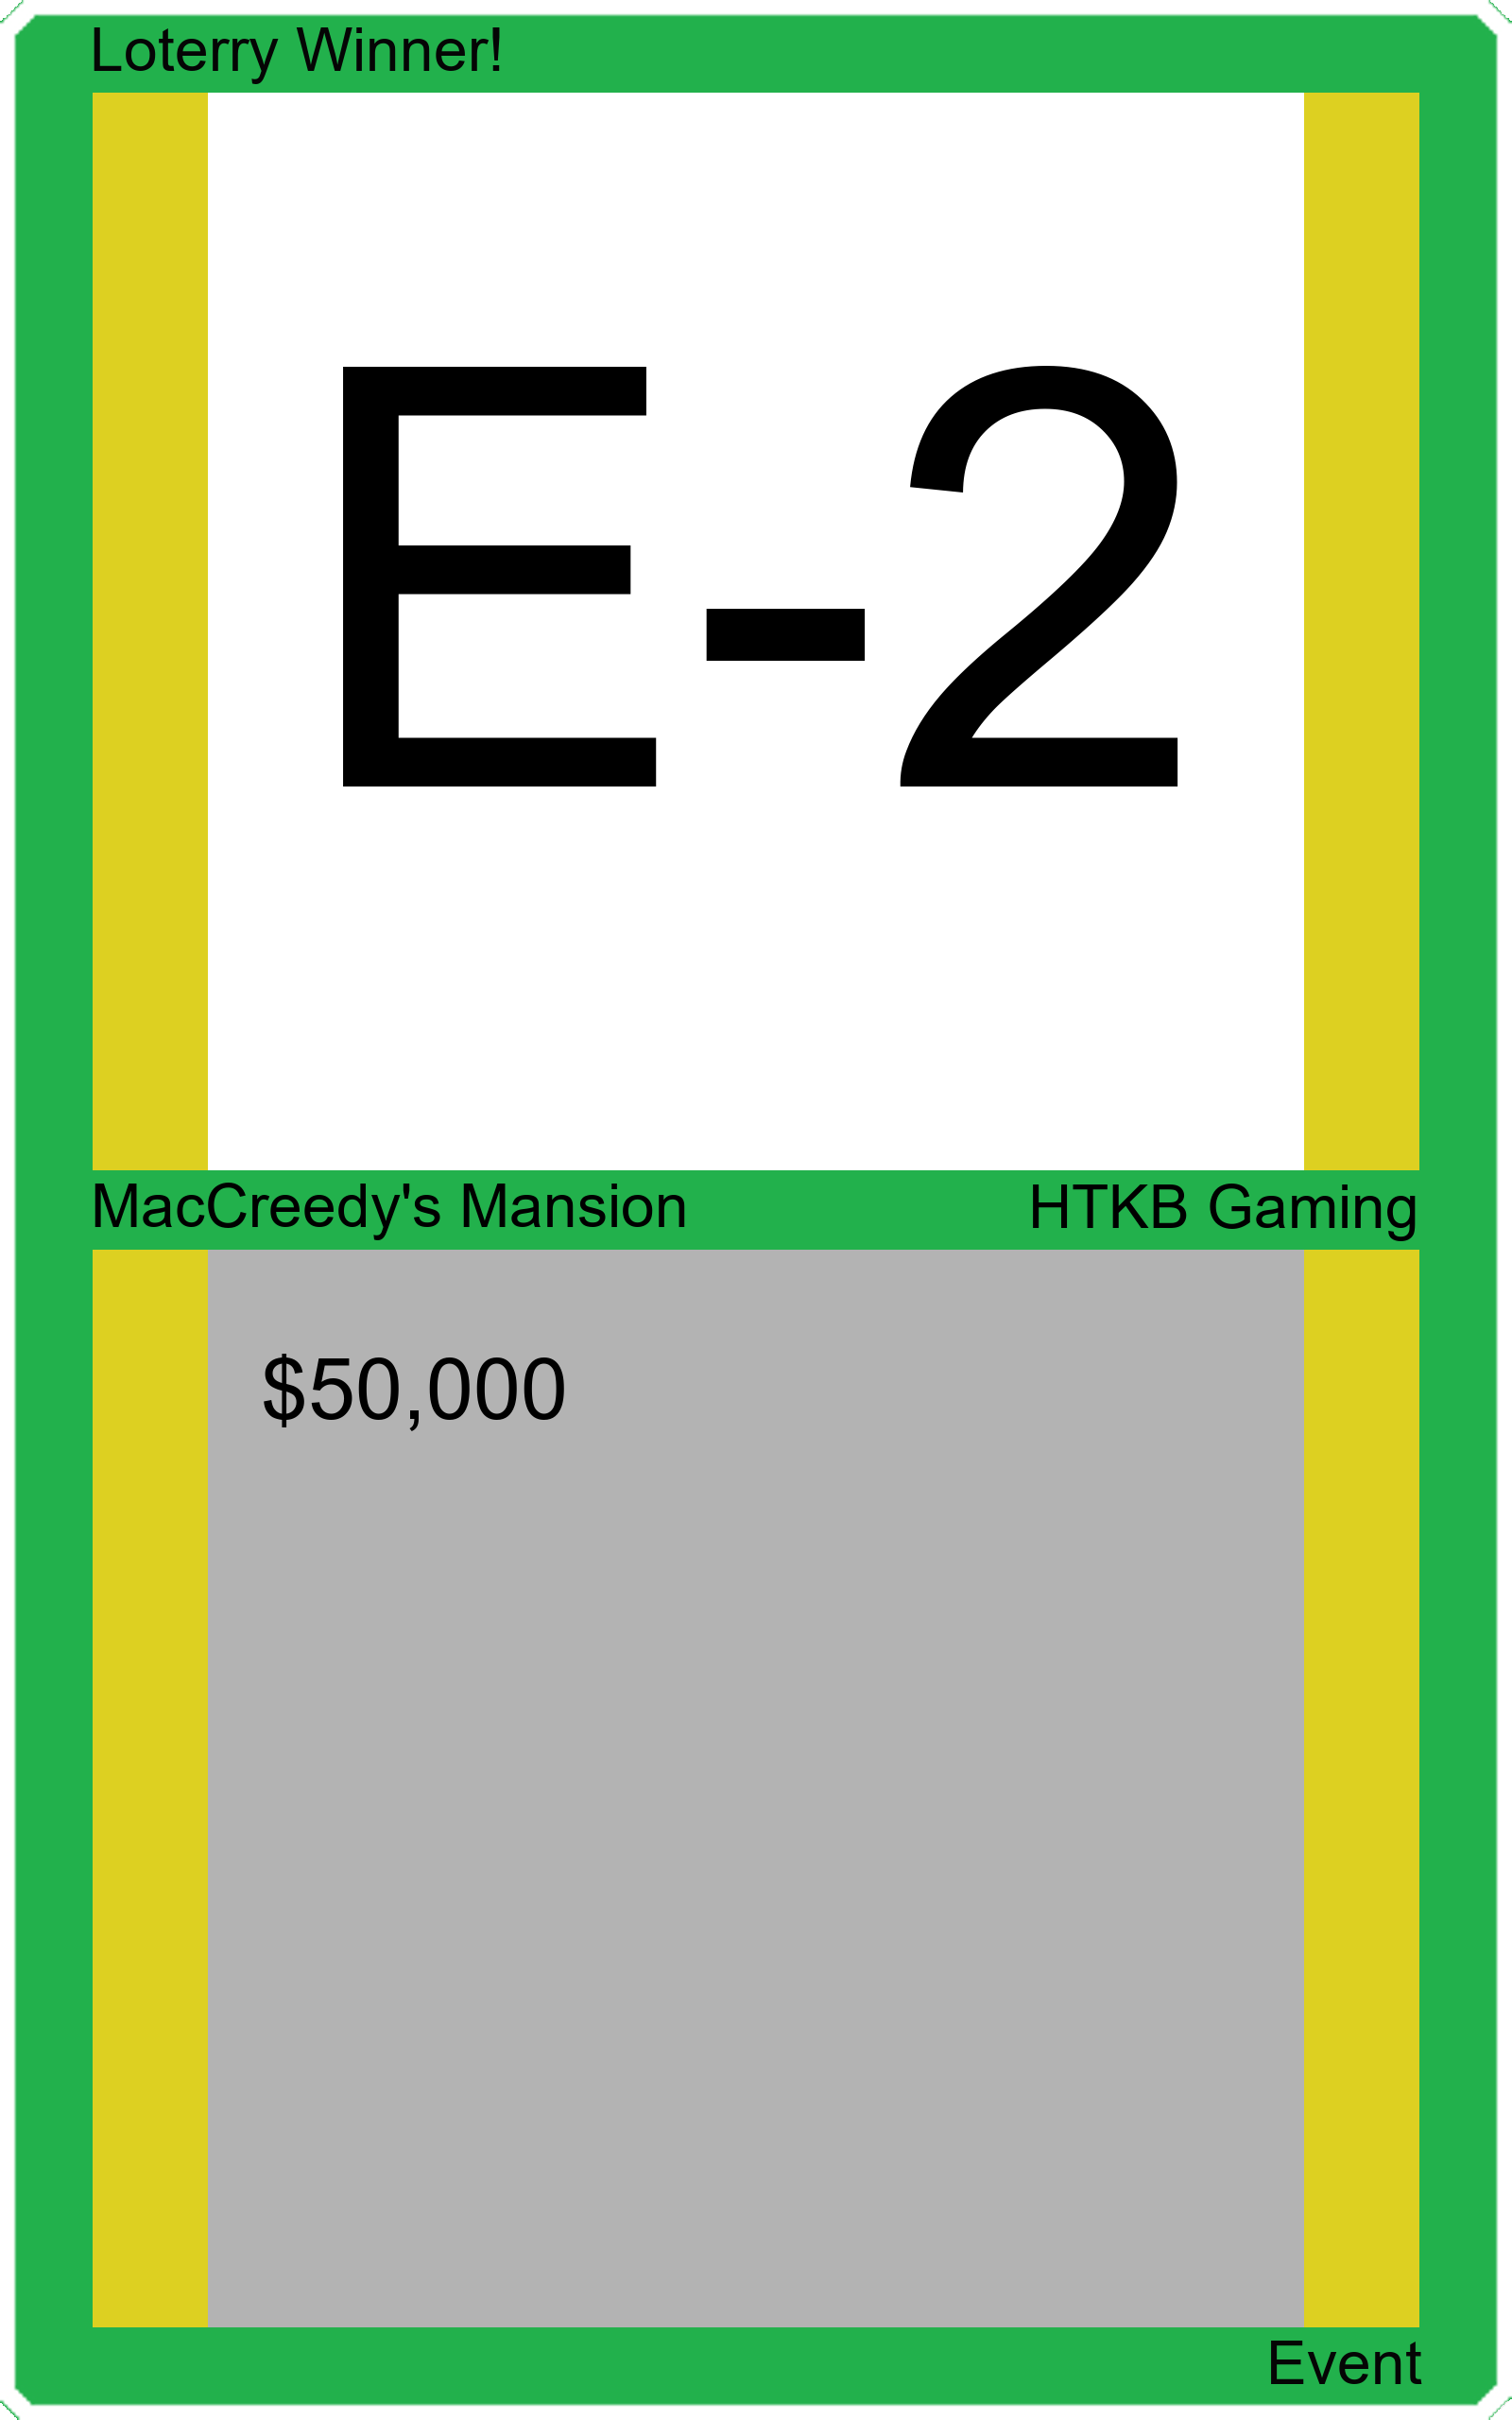 Loterry Winner!
E-2
MacCreedy's Mansion HTKB Gaming
$50,000
Event